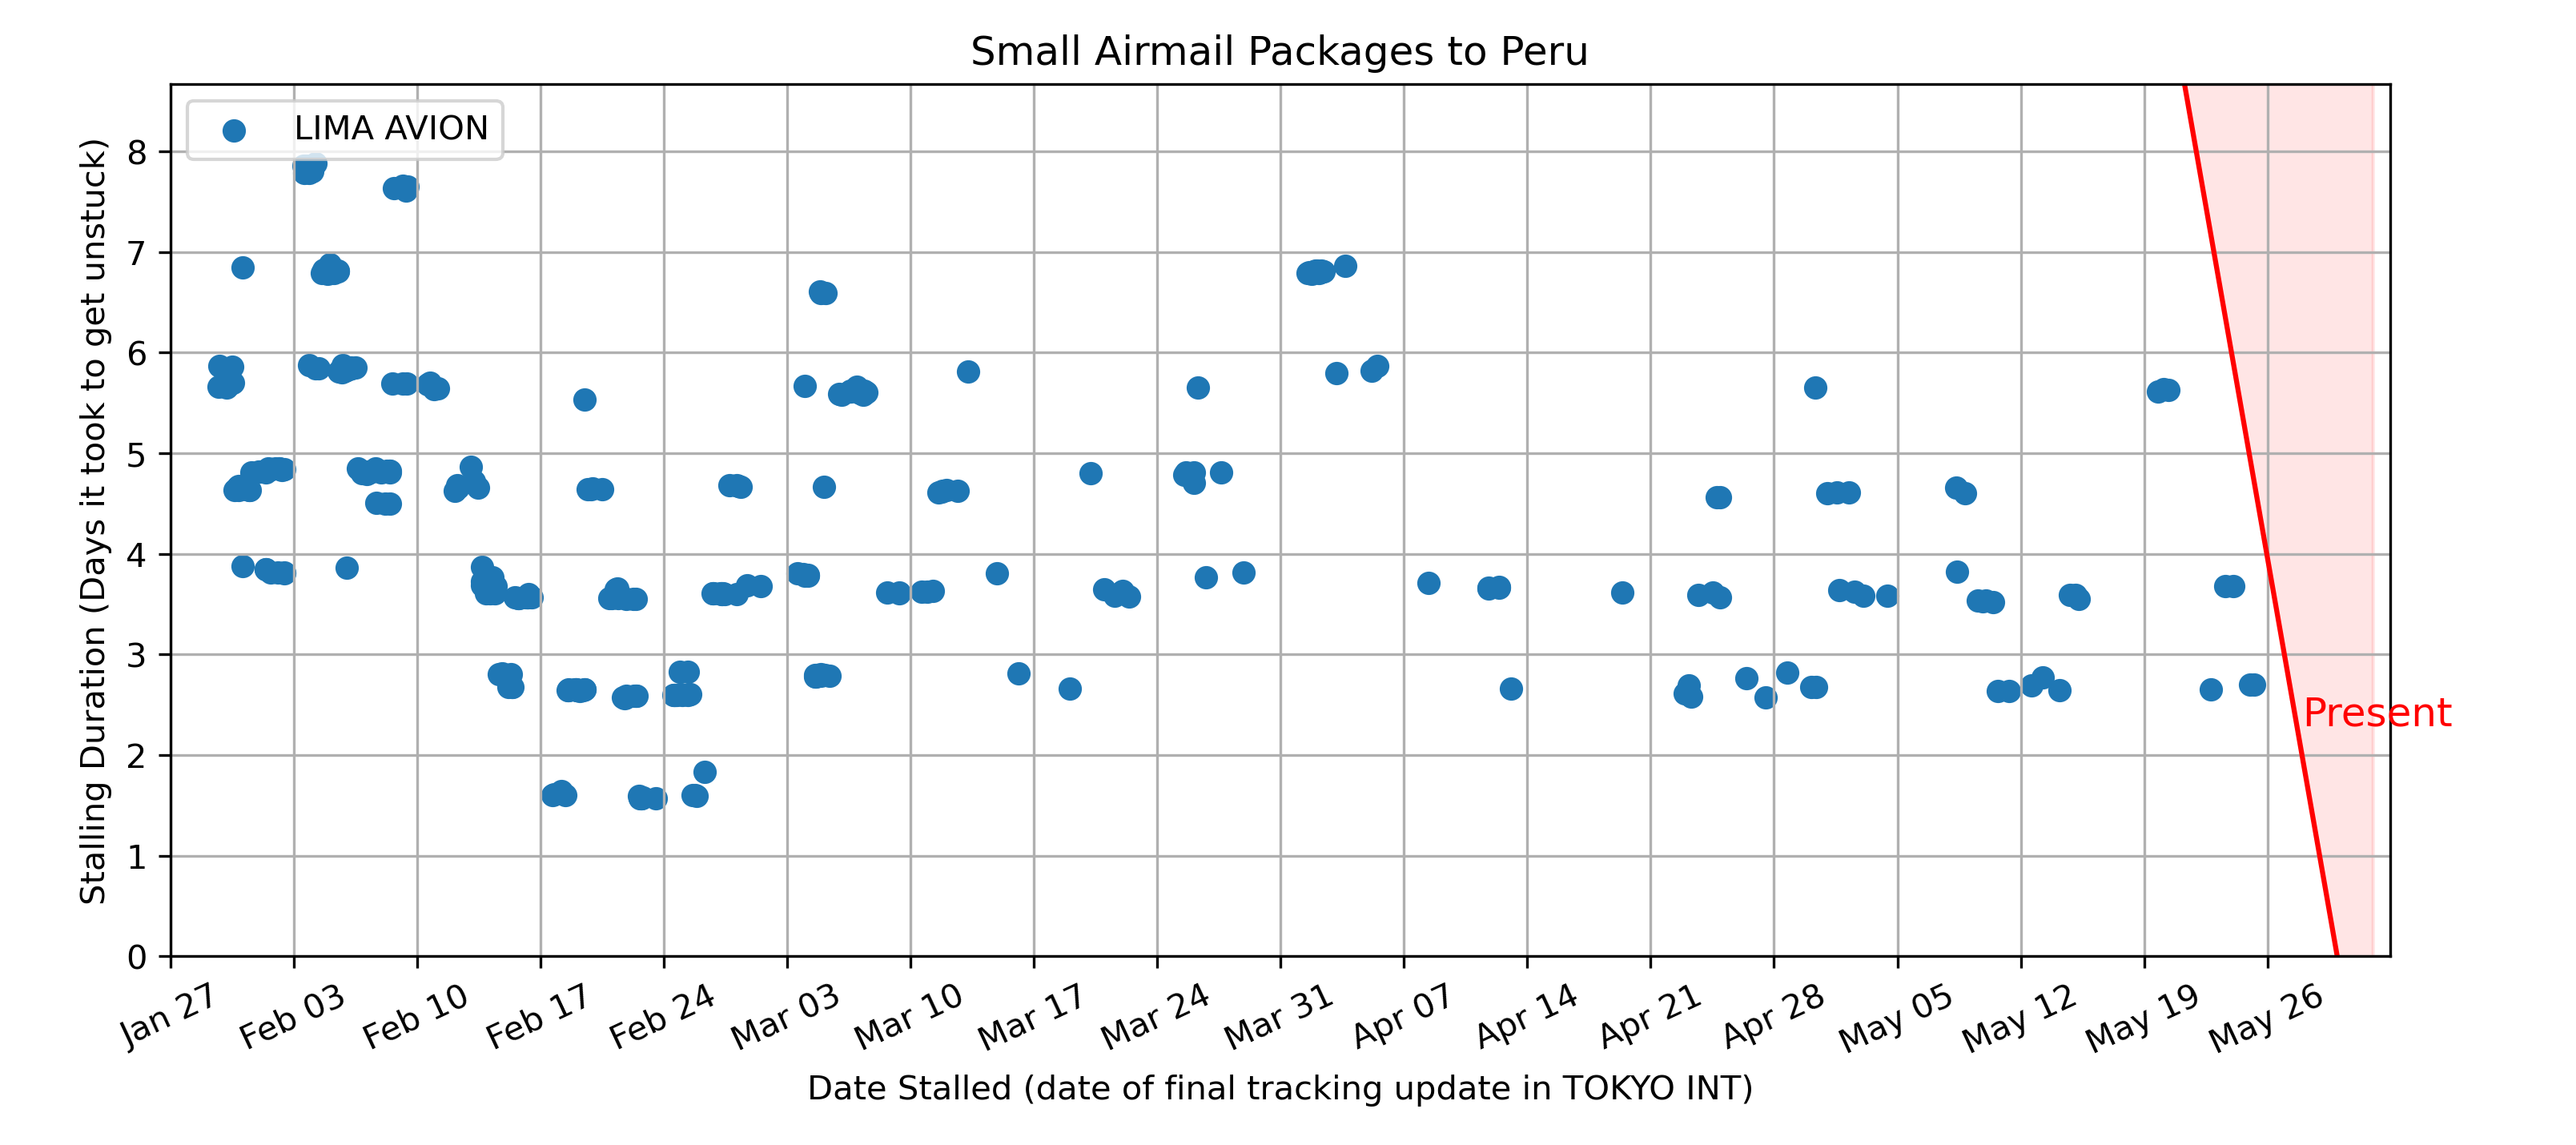 Small Airmail Packages to Peru
LIMA AVION
Stalling Duration (Days it took to get unstuck)
8
7
6
5
4
3
2
1
0
Present
Jan 27
Feb 03
Feb 10
Feb 17
Feb 24
Mar 03
Mar 10
Mar 17
Mar 24
Mar 31
Apr 07
Apr 14
Apr 21
Apr 28
May 05
May 12
May 19
May 26
Date Stalled (date of final tracking update in TOKYO INT)